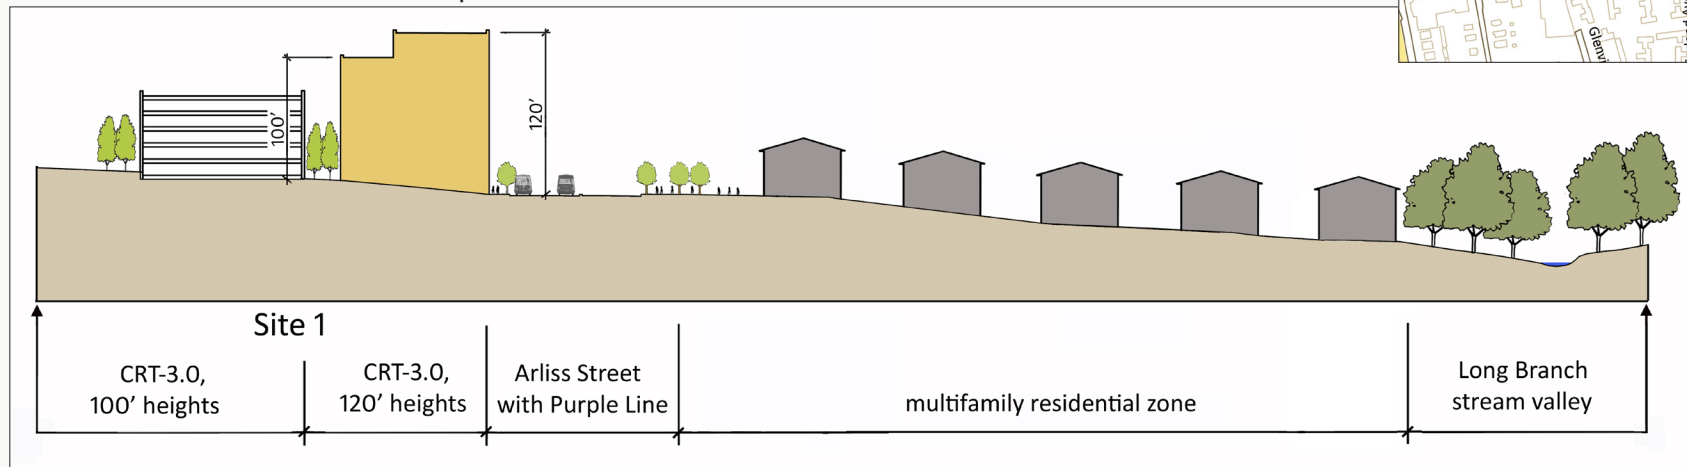 Glenvi
100'
120'
Site 1
CRT-3.0,
100' heights
CRT-3.0,
120' heights
Arliss Street
with Purple Line
multifamily residential zone
Long Branch
stream valley